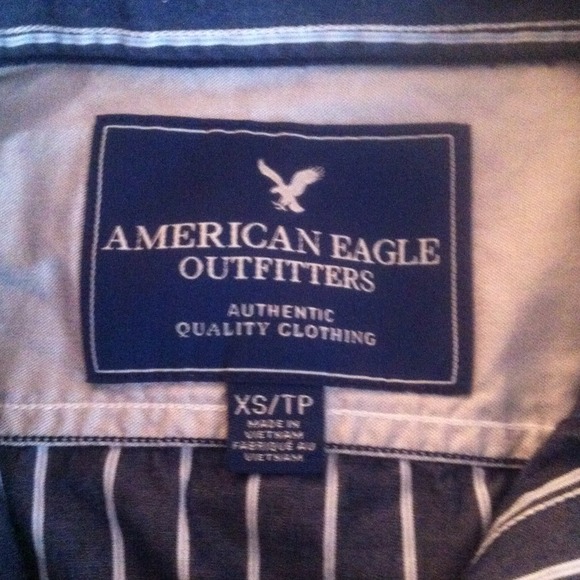 AMERICAN EAGLE
OUTFITTERS
AUTHENTIC
QUALITY CLOTHING
XS/TP
MADE IN
VIETNAM
FABRIQUÉ AU
VIETNAM